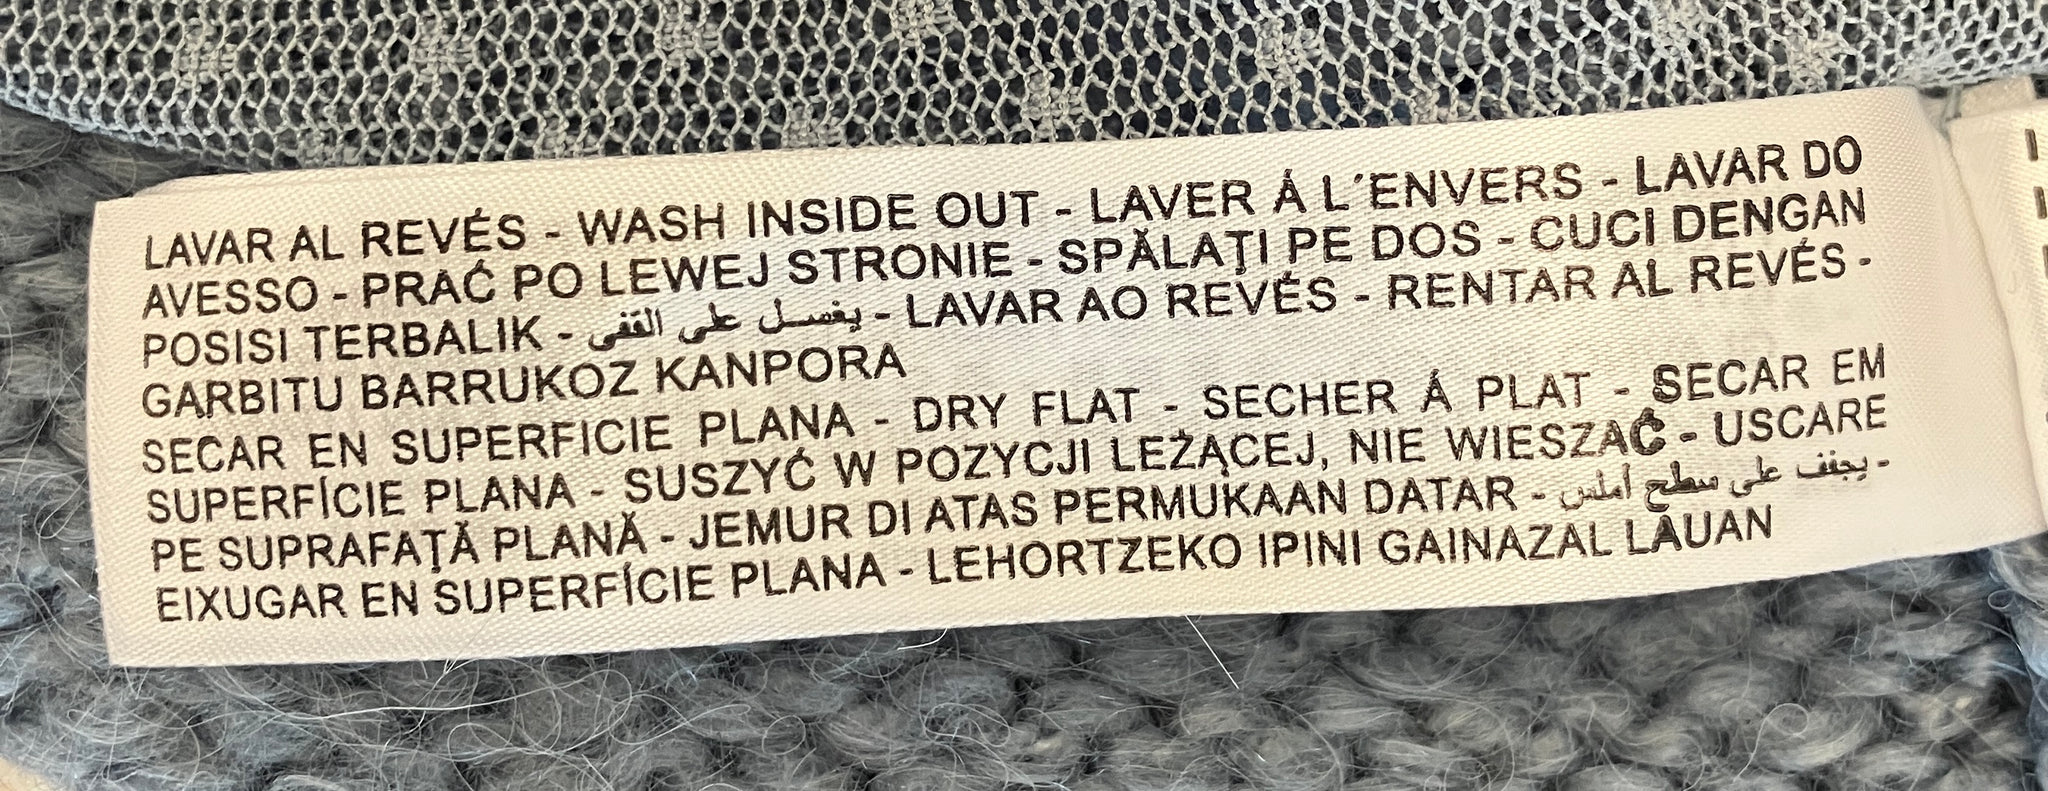 LAVAR AL REVÉS - WASH INSIDE OUT - LAVER Á L´ENVERS - LAVAR DO
AVESSO - PRAĆ PO LEWEJ STRONIE - SPĂLAŢI PE DOS - CUCI DENGAN
POSISI TERBALIK - يغسل على القفى - LAVAR AO REVÉS - RENTAR AL REVÉS -
GARBITU BARRUKOZ KANPORA
SECAR EN SUPERFICIE PLANA - DRY FLAT - SECHER Á PLAT - SECAR EM
SUPERFÍCIE PLANA - SUSZYĆ W POZYCJI LEŻĄCEJ, NIE WIESZAĆ - USCARE
PE SUPRAFAŢĂ PLANĂ - JEMUR DI ATAS PERMUKAAN DATAR - يجفف على سطح أملس -
EIXUGAR EN SUPERFÍCIE PLANA - LEHORTZEKO IPINI GAINAZAL LAUAN